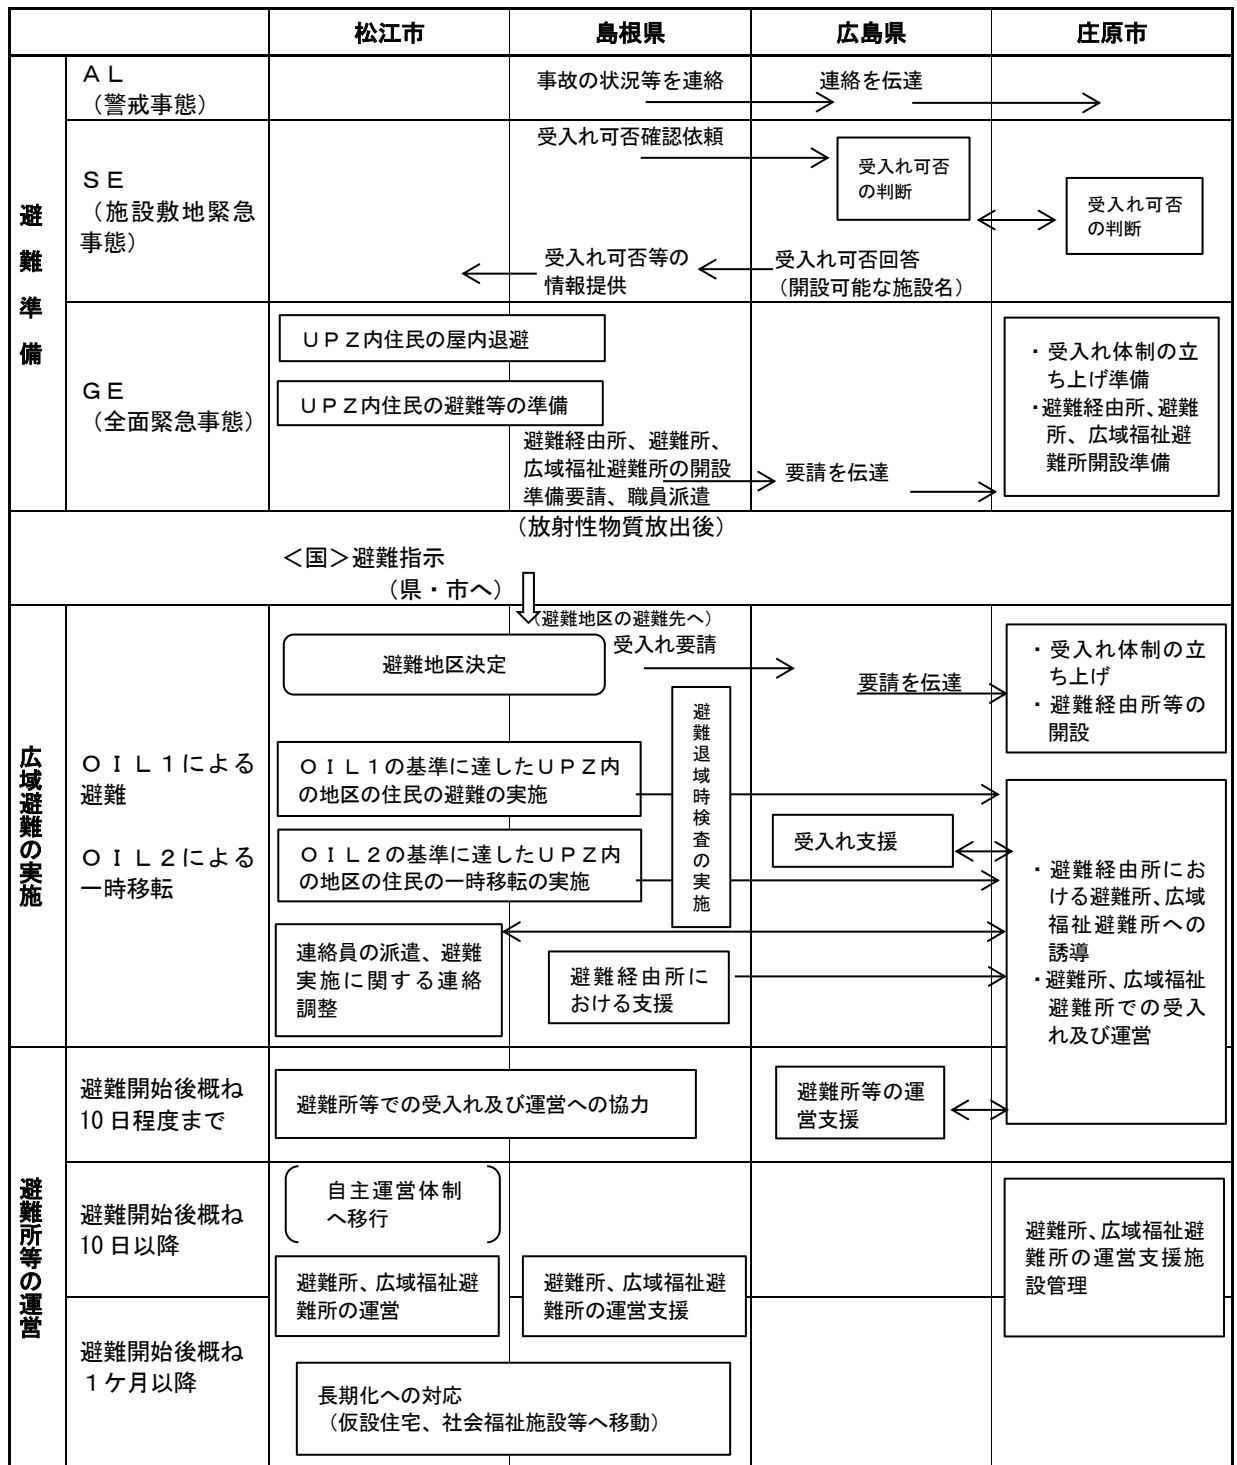 松江市
島根県
広島県
庄原市
避難準備
ＡＬ
（警戒事態）
事故の状況等を連絡
連絡を伝達
ＳＥ
（施設敷地緊急
事態）
受入れ可否確認依頼
受入れ可否
の判断
受入れ可否
の判断
受入れ可否等の
情報提供
受入れ可否回答
（開設可能な施設名）
ＧＥ
（全面緊急事態）
ＵＰＺ内住民の屋内退避
ＵＰＺ内住民の避難等の準備
避難経由所、避難所、
広域福祉避難所の開設
準備要請、職員派遣
要請を伝達
・受入れ体制の立
ち上げ準備
・避難経由所、避難
所、広域福祉避
難所開設準備
（放射性物質放出後）
＜国＞避難指示
（県・市へ）
広域避難の実施
ＯＩＬ１による
避難
ＯＩＬ２による
一時移転
（避難地区の避難先へ）
避難地区決定
受入れ要請
要請を伝達
・受入れ体制の立
ち上げ
・避難経由所等の
開設
避難退域時検査の実施
ＯＩＬ１の基準に達したＵＰＺ内
の地区の住民の避難の実施
ＯＩＬ２の基準に達したＵＰＺ内
の地区の住民の一時移転の実施
受入れ支援
連絡員の派遣、避難
実施に関する連絡
調整
避難経由所に
おける支援
・避難経由所にお
ける避難所、広域
福祉避難所への
誘導
・避難所、広域福祉
避難所での受入
れ及び運営
避難所等の運営
避難開始後概ね
10日程度まで
避難所等での受入れ及び運営への協力
避難所等の運
営支援
避難開始後概ね
10日以降
自主運営体制
へ移行
避難所、広域福祉避
難所の運営
避難所、広域福祉避
難所の運営支援
避難所、広域福祉避
難所の運営支援施
設管理
避難開始後概ね
１ケ月以降
長期化への対応
（仮設住宅、社会福祉施設等へ移動）